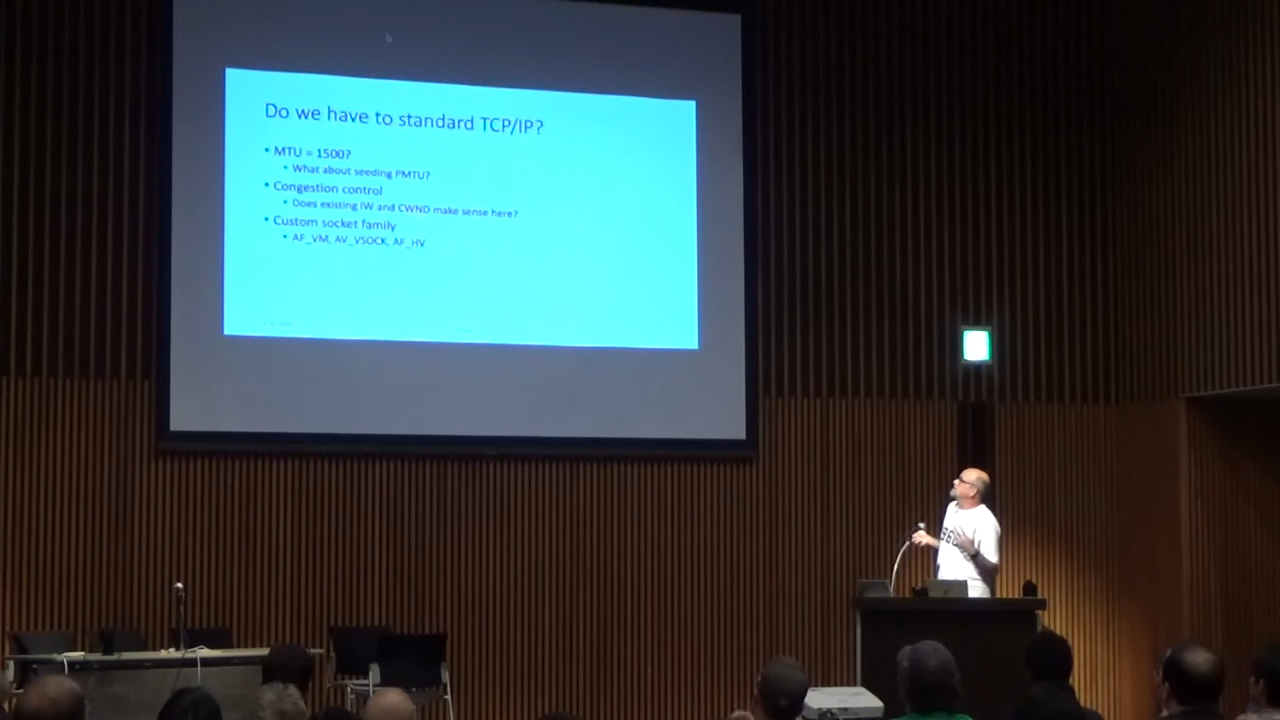 Do we have to standard TCP/IP?
• MTU = 1500?
• What about seeding PMTU?
• Congestion control
• Does existing IW and CWND make sense here?
• Custom socket family
• AF_VM, AV_VSOCK, AF_HV